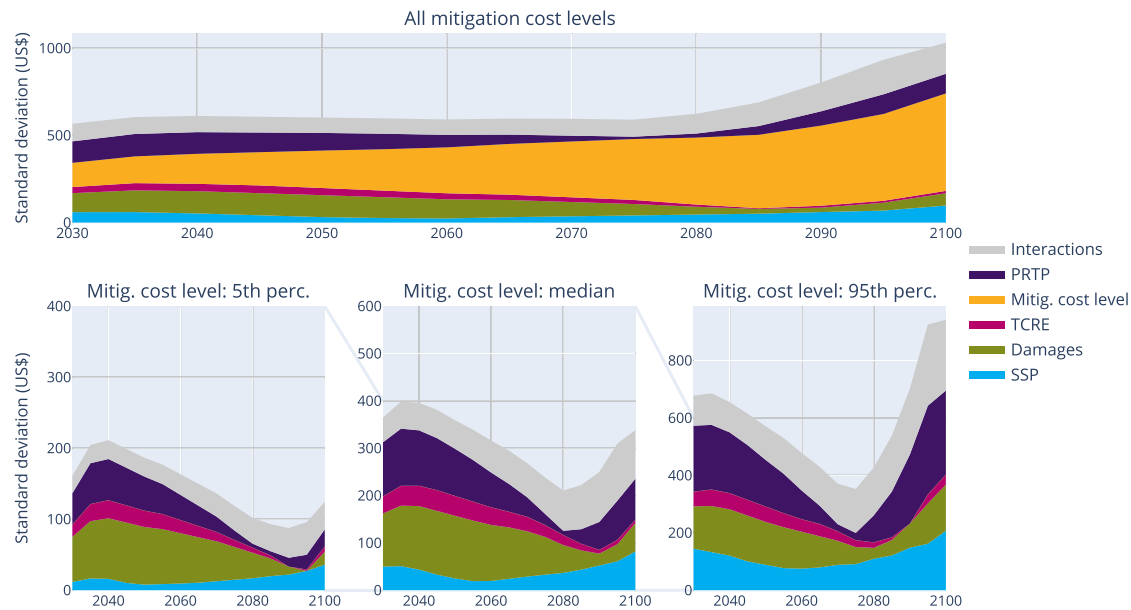 All mitigation cost levels
Standard deviation (US$)
1000
500
0
2030 2040 2050 2060 2070 2080 2090 2100
Interactions
PRTP
Mitig. cost level
TCRE
Damages
SSP
Mitig. cost level: 5th perc.
Standard deviation (US$)
400
300
200
100
0
2040 2060 2080 2100
Mitig. cost level: median
600
500
400
300
200
100
0
2040 2060 2080 2100
Mitig. cost level: 95th perc.
800
600
400
200
0
2040 2060 2080 2100